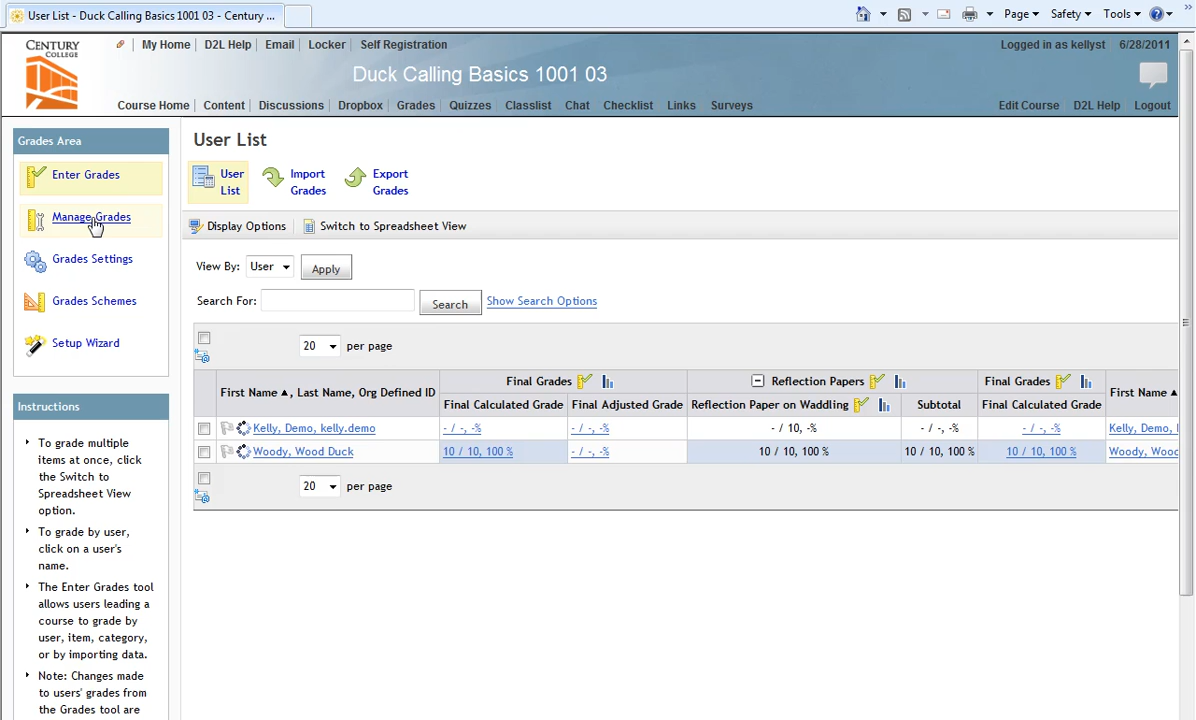 User List - Duck Calling Basics 1001 03 - Century ...
Page Safety Tools
CENTURY COLLEGE
My Home D2L Help Email Locker Self Registration
Logged in as kellyst 6/28/2011
Duck Calling Basics 1001 03
Course Home Content Discussions Dropbox Grades Quizzes Classlist Chat Checklist Links Surveys
Edit Course D2L Help Logout
Grades Area
Enter Grades
Manage Grades
Grades Settings
Grades Schemes
Setup Wizard
Instructions
To grade multiple
items at once, click
the Switch to
Spreadsheet View
option.
To grade by user,
click on a user's
name.
The Enter Grades tool
allows users leading a
course to grade by
user, item, category,
or by importing data.
Note: Changes made
to users' grades from
the Grades tool are
User List
User List
Import Grades
Export Grades
Display Options Switch to Spreadsheet View
View By: User Apply
Search For: Search Show Search Options
20 per page
First Name, Last Name, Org Defined ID Final Grades Reflection Papers Final Grades First Name
Final Calculated Grade Final Adjusted Grade Reflection Paper on Waddling Subtotal Final Calculated Grade
Kelly, Demo, kelly.demo - / -, -% - / -, -% - / 10, -% - / -, -% - / -, -% Kelly, Demo,
Woody, Wood Duck 10 / 10, 100 % - / -, -% 10 / 10, 100 % 10 / 10, 100 % 10 / 10, 100 % Woody, Wood
20 per page